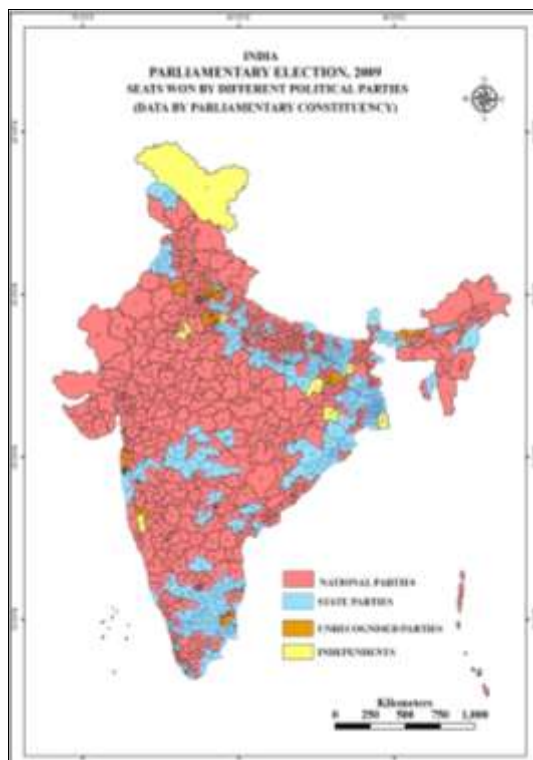 INDIA
PARLIAMENTARY ELECTION, 2009
SEATS WON BY DIFFERENT POLITICAL PARTIES
(DATA BY PARLIAMENTARY CONSTITUENCY)
NATIONAL PARTIES
STATE PARTIES
UNRECOGNISED PARTIES
INDEPENDENTS
Kilometers
0 250 500 750 1,000